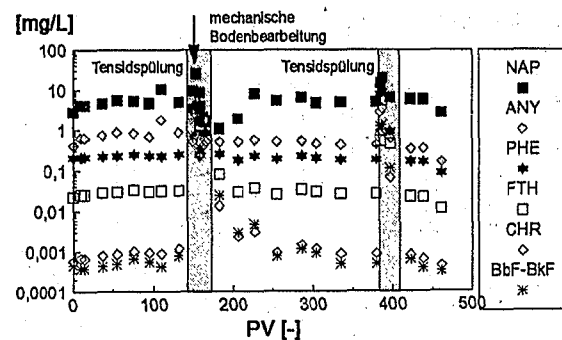 [mg/L]
mechanische
Bodenbearbeitung
100
10
1
0,1
0,01
0,001
0,0001
Tensidspülung
Tensidspülung
0
100
200
300
400
500
PV [-]
NAP
ANY
PHE
FTH
CHR
BbF-BkF